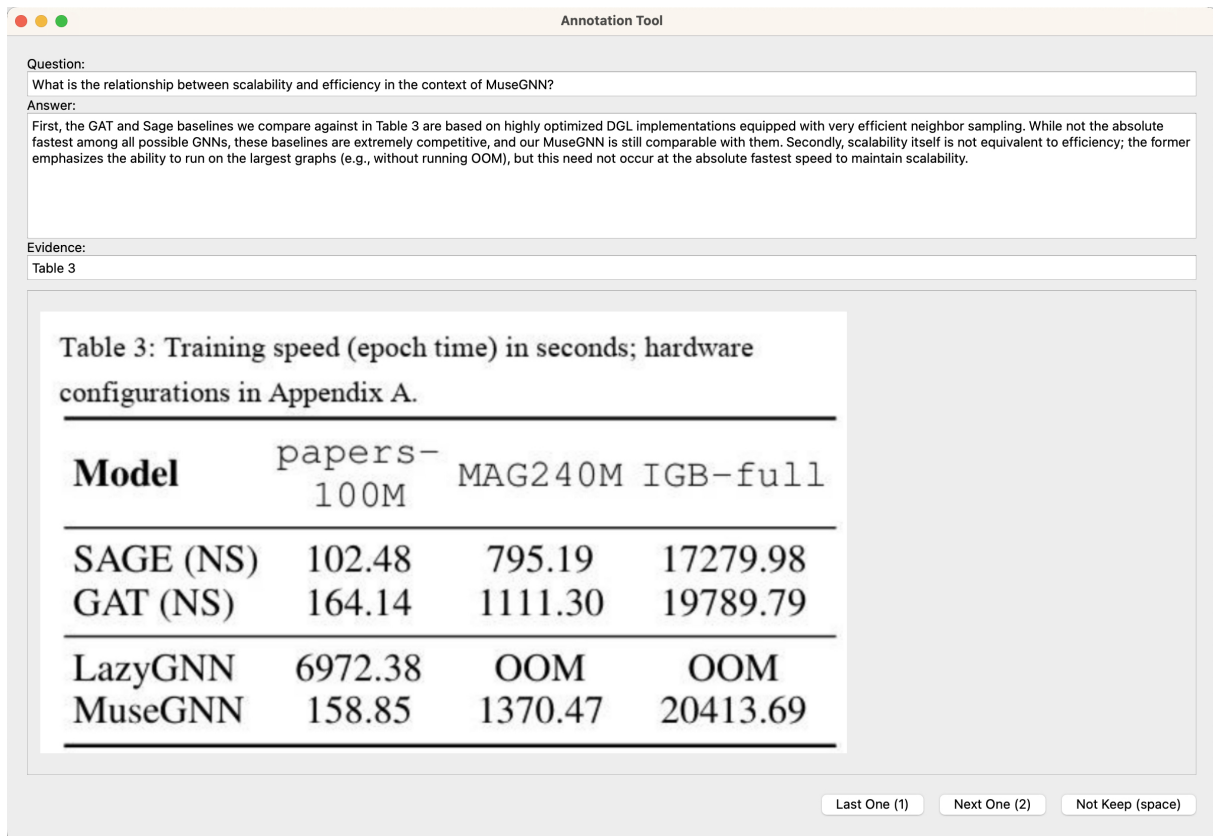 Annotation Tool
Question:
What is the relationship between scalability and efficiency in the context of MuseGNN?
Answer:
First, the GAT and Sage baselines we compare against in Table 3 are based on highly optimized DGL implementations equipped with very efficient neighbor sampling. While not the absolute
fastest among all possible GNNs, these baselines are extremely competitive, and our MuseGNN is still comparable with them. Secondly, scalability itself is not equivalent to efficiency; the former
emphasizes the ability to run on the largest graphs (e.g., without running OOM), but this need not occur at the absolute fastest speed to maintain scalability.
Evidence:
Table 3
Table 3: Training speed (epoch time) in seconds; hardware
configurations in Appendix A.
Model papers-100M MAG240M IGB-full
SAGE (NS) 102.48 795.19 17279.98
GAT (NS) 164.14 1111.30 19789.79
LazyGNN 6972.38 OOM OOM
MuseGNN 158.85 1370.47 20413.69
Last One (1) Next One (2) Not Keep (space)